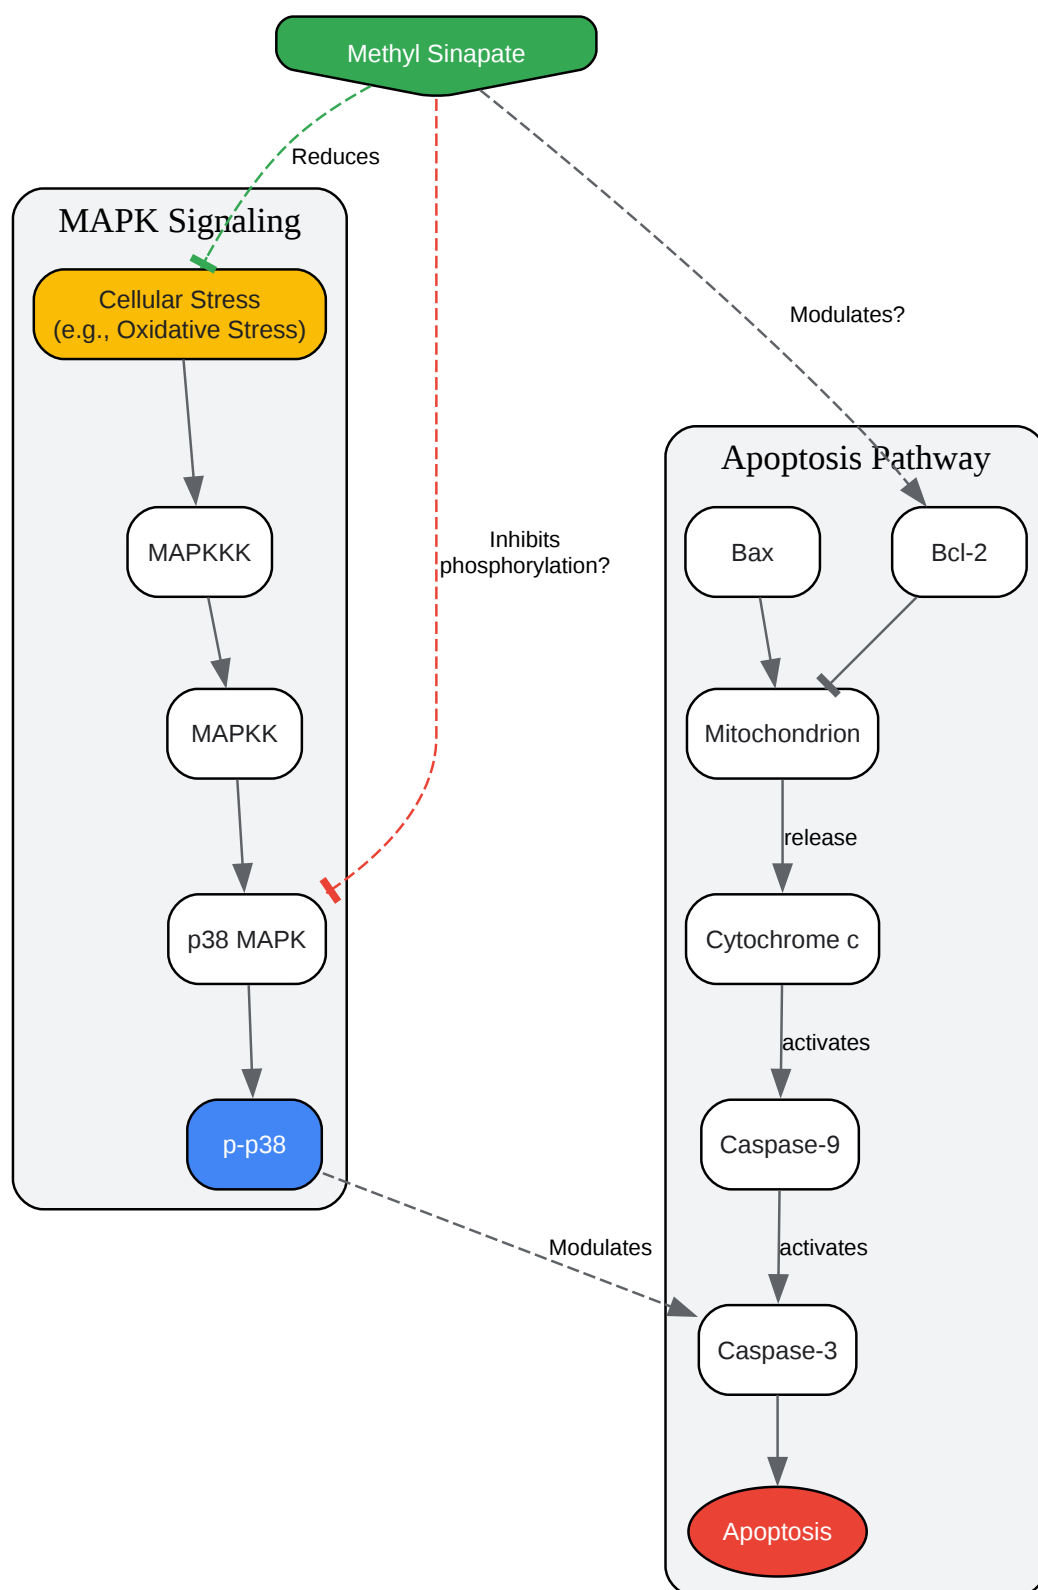 Methyl Sinapate
Reduces
MAPK Signaling
Cellular Stress
(e.g., Oxidative Stress)
Modulates?
Apoptosis Pathway
MAPKKK
Inhibits
phosphorylation?
Bax
Bcl-2
MAPKK
Mitochondrion
release
p38 MAPK
Cytochrome c
activates
p-p38
Caspase-9
Modulates
activates
Caspase-3
Apoptosis